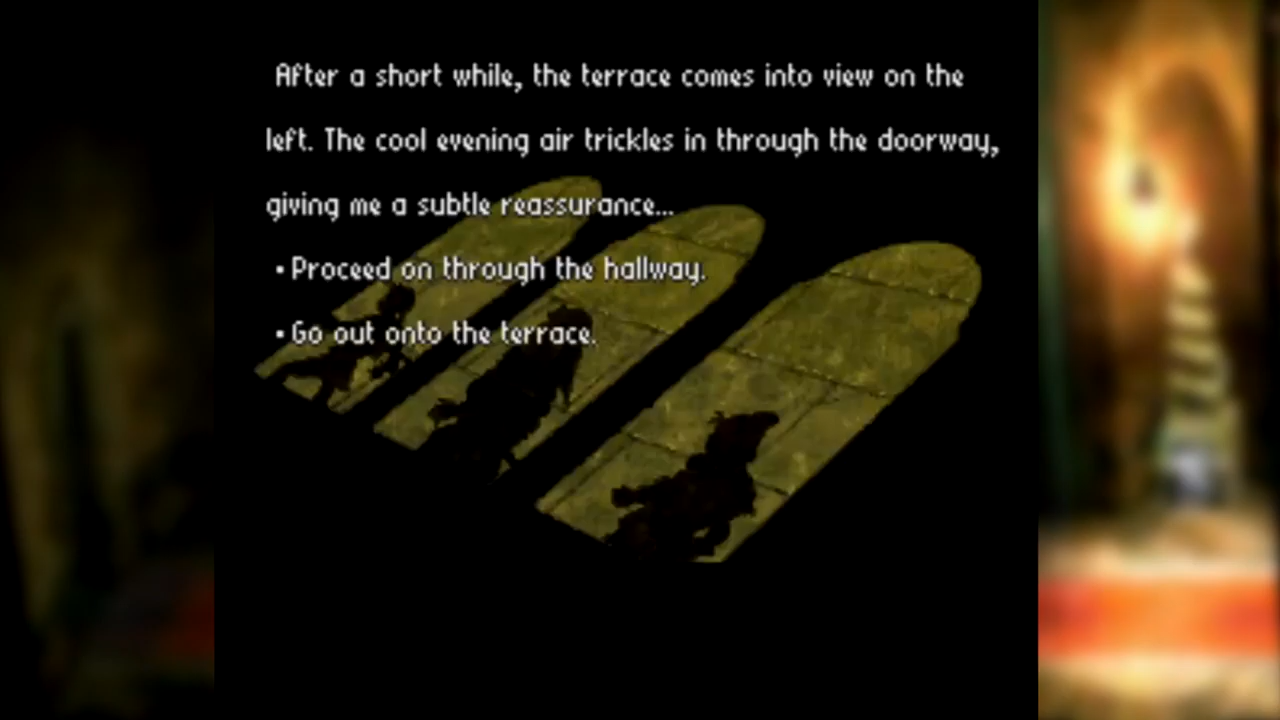 After a short while, the terrace comes into view on the
left. The cool evening air trickles in through the doorway,
giving me a subtle reassurance...
• Proceed on through the hallway.
• Go out onto the terrace.